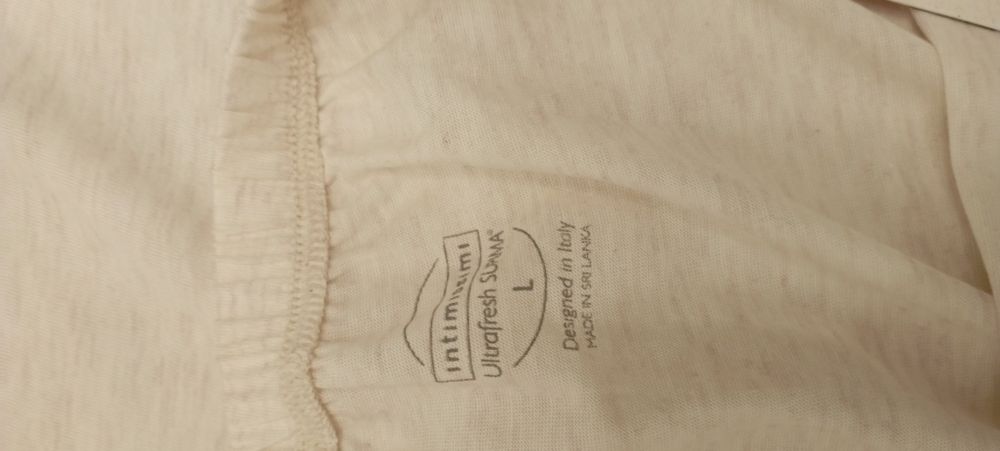 intimissimi
Ultrafresh SUPIMA®
L
Designed in Italy
MADE IN SRI LANKA